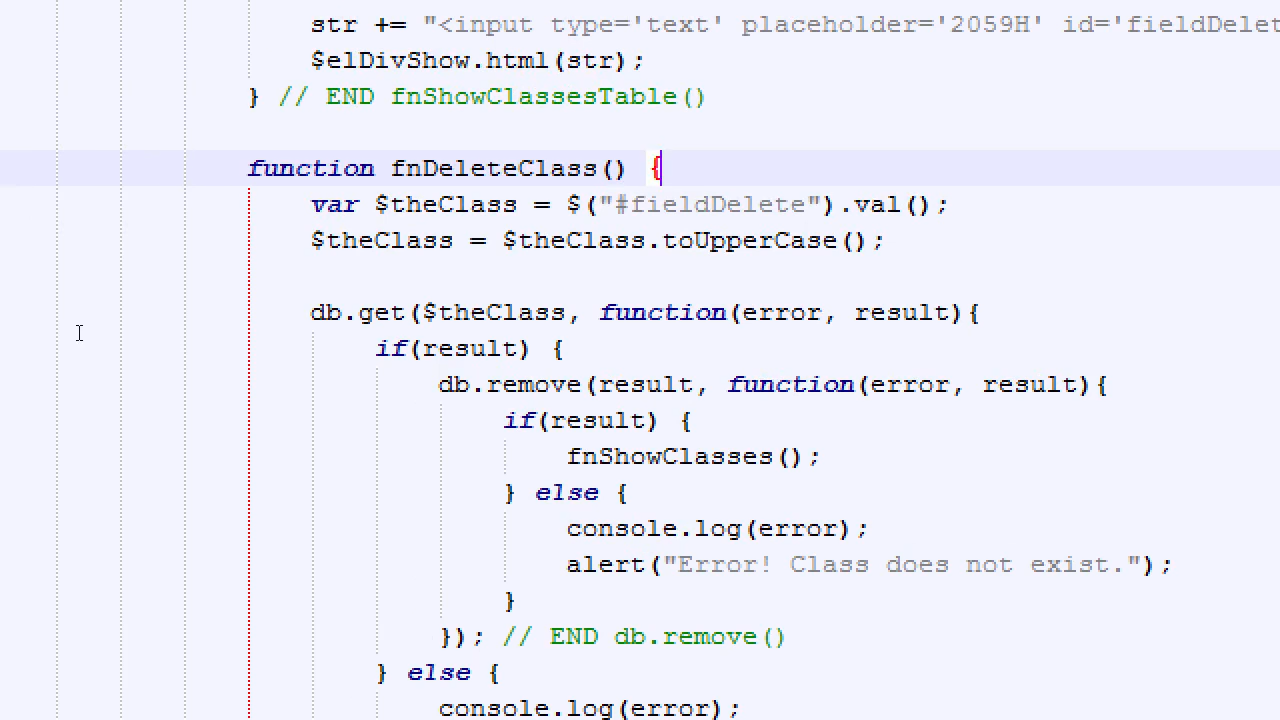 str += "<input type='text' placeholder='2059H' id='fieldDelet
$elDivShow.html(str);
} // END fnShowClassesTable()
function fnDeleteClass() {
var $theClass = $("#fieldDelete").val();
$theClass = $theClass.toUpperCase();
db.get($theClass, function(error, result){
if(result) {
db.remove(result, function(error, result){
if(result) {
fnShowClasses();
} else {
console.log(error);
alert("Error! Class does not exist.");
}
}); // END db.remove()
} else {
console.log(error);